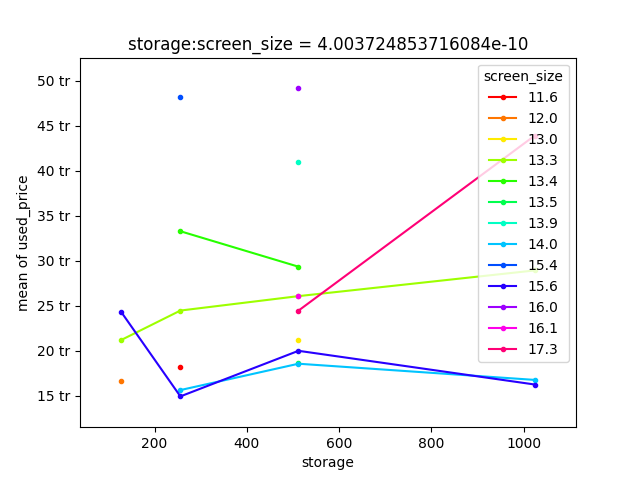 storage:screen_size = 4.003724853716084e-10
mean of used_price
50 tr
45 tr
40 tr
35 tr
30 tr
25 tr
20 tr
15 tr
screen_size
11.6
12.0
13.0
13.3
13.4
13.5
13.9
14.0
15.4
15.6
16.0
16.1
17.3
200
400
600
800
1000
storage